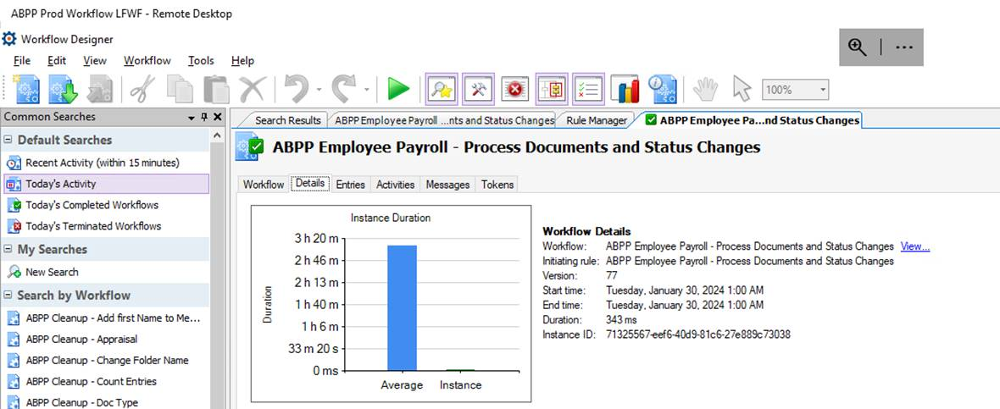 ABPP Prod Workflow LFWF - Remote Desktop
Workflow Designer
File Edit View Workflow Tools Help
100%
Common Searches
Default Searches
Recent Activity (within 15 minutes)
Today's Activity
Today's Completed Workflows
Today's Terminated Workflows
My Searches
New Search
Search by Workflow
ABPP Cleanup - Add first Name to Me...
ABPP Cleanup - Appraisal
ABPP Cleanup - Change Folder Name
ABPP Cleanup - Count Entries
ABPP Cleanup - Doc Type
Search Results ABPP Employee Payroll ...nts and Status Changes Rule Manager ABPP Employee Pa...nd Status Changes
ABPP Employee Payroll - Process Documents and Status Changes
Workflow Details Entries Activities Messages Tokens
Instance Duration
Duration
3 h 20 m
2 h 46 m
2 h 13 m
1 h 40 m
1 h 6 m
33 m 20 s
0 ms
Average Instance
Workflow Details
Workflow: ABPP Employee Payroll - Process Documents and Status Changes View...
Initiating rule: ABPP Employee Payroll - Process Documents and Status Changes
Version: 77
Start time: Tuesday, January 30, 2024 1:00 AM
End time: Tuesday, January 30, 2024 1:00 AM
Duration: 343 ms
Instance ID: 71325567-eef6-40d9-81c6-27e889c73038